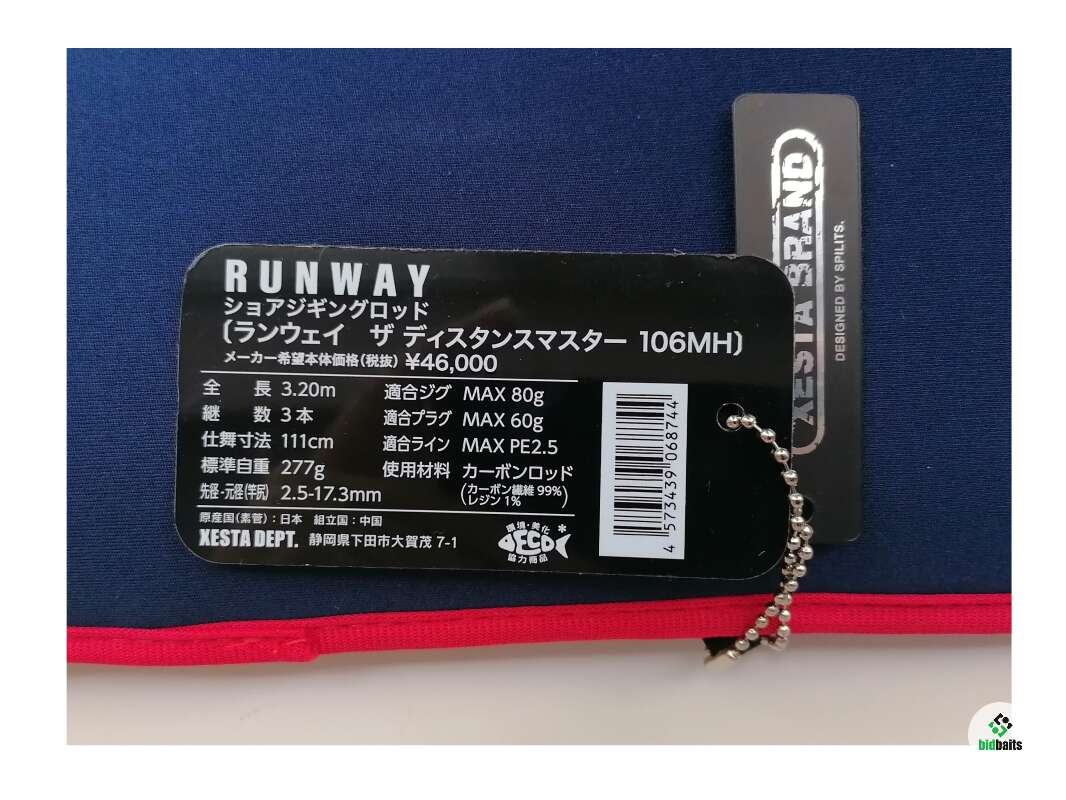 RUNWAY
ショアジギングロッド
〔ランウェイ ザ ディスタンスマスター 106MH〕
メーカー希望本体価格(税抜) ¥46,000
全 長 3.20m 適合ジグ MAX 80g
継 数 3本 適合プラグ MAX 60g
仕舞寸法 111cm 適合ライン MAX PE2.5
標準自重 277g 使用材料 カーボンロッド
先径-元径(竿尻) 2.5-17.3mm (カーボン繊維 99% レジン 1%)
原産国(素菅):日本 組立国:中国
XESTA DEPT. 静岡県下田市大賀茂 7-1
環境・美化
ECO
協力商品
4 573439 068744
XESTA BRAND
DESIGNED BY SPILITS.
bidbaits